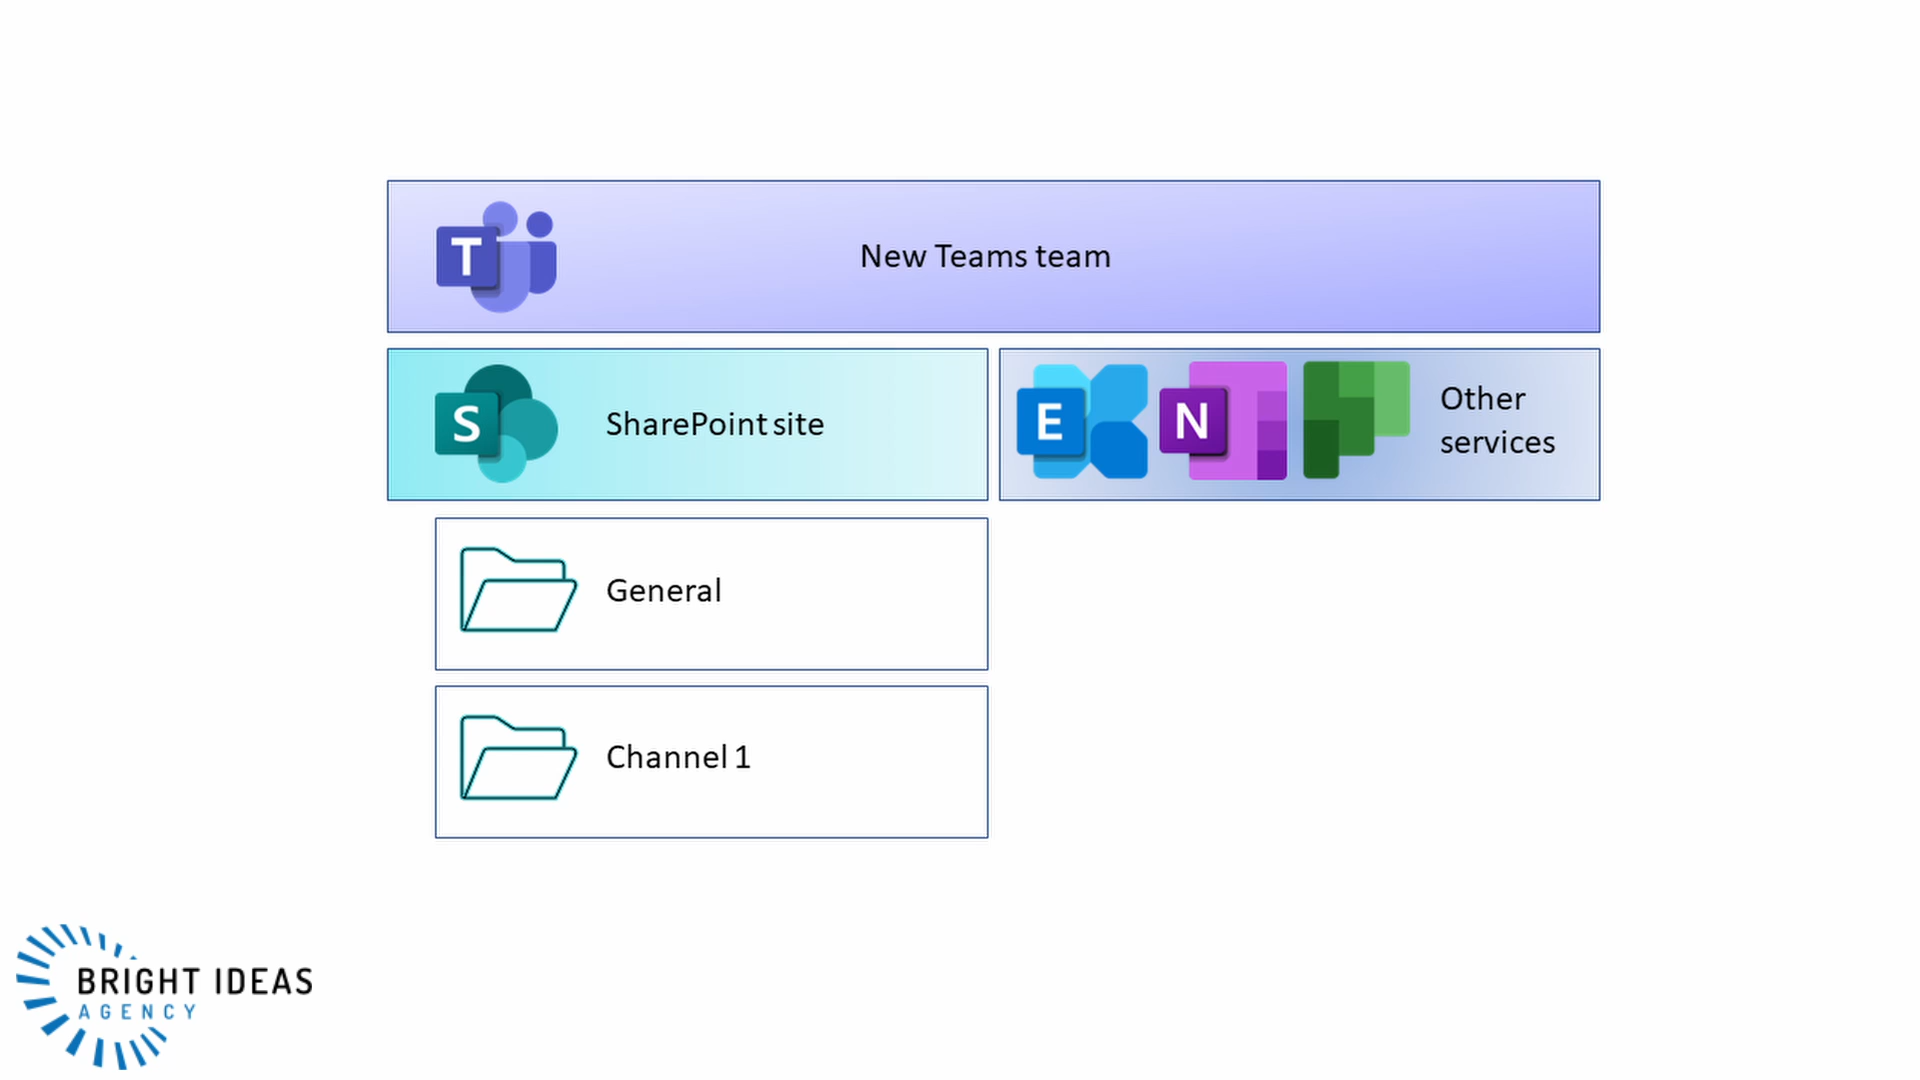 T
New Teams team
S
SharePoint site
E
N
Other
services
General
Channel 1
BRIGHT IDEAS
AGENCY